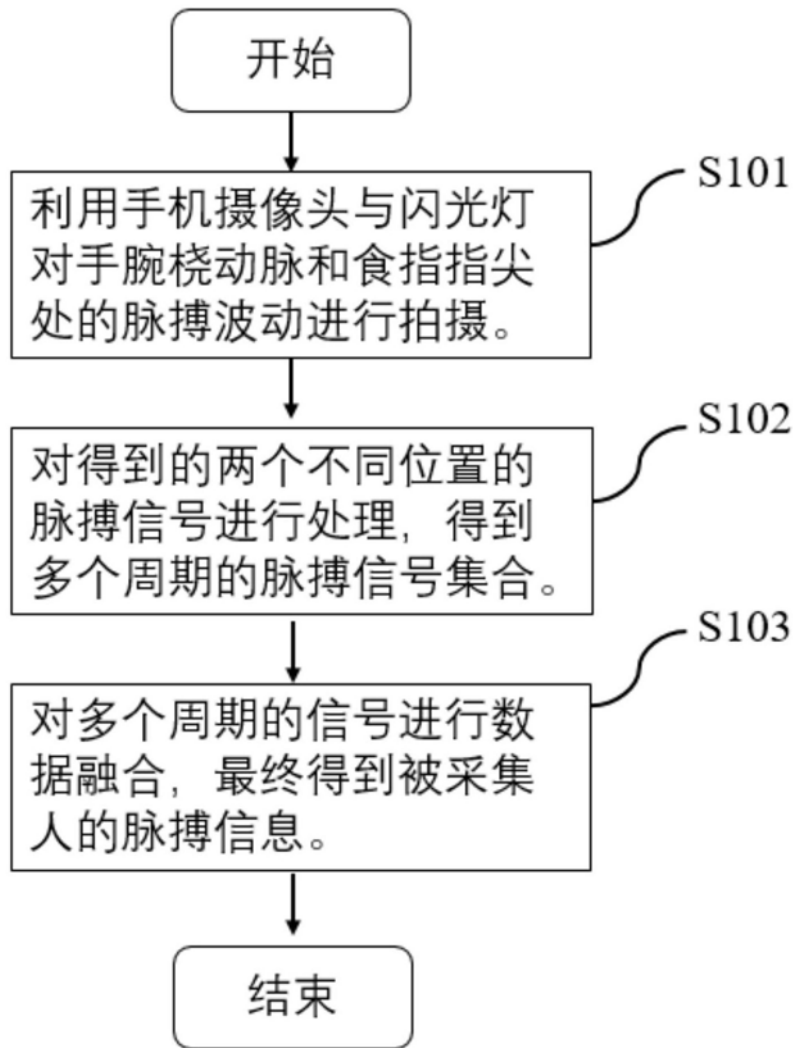 开始
S101
利用手机摄像头与闪光灯
对手腕桡动脉和食指指尖
处的脉搏波动进行拍摄。
S102
对得到的两个不同位置的
脉搏信号进行处理，得到
多个周期的脉搏信号集合。
S103
对多个周期的信号进行数
据融合，最终得到被采集
人的脉搏信息。
结束